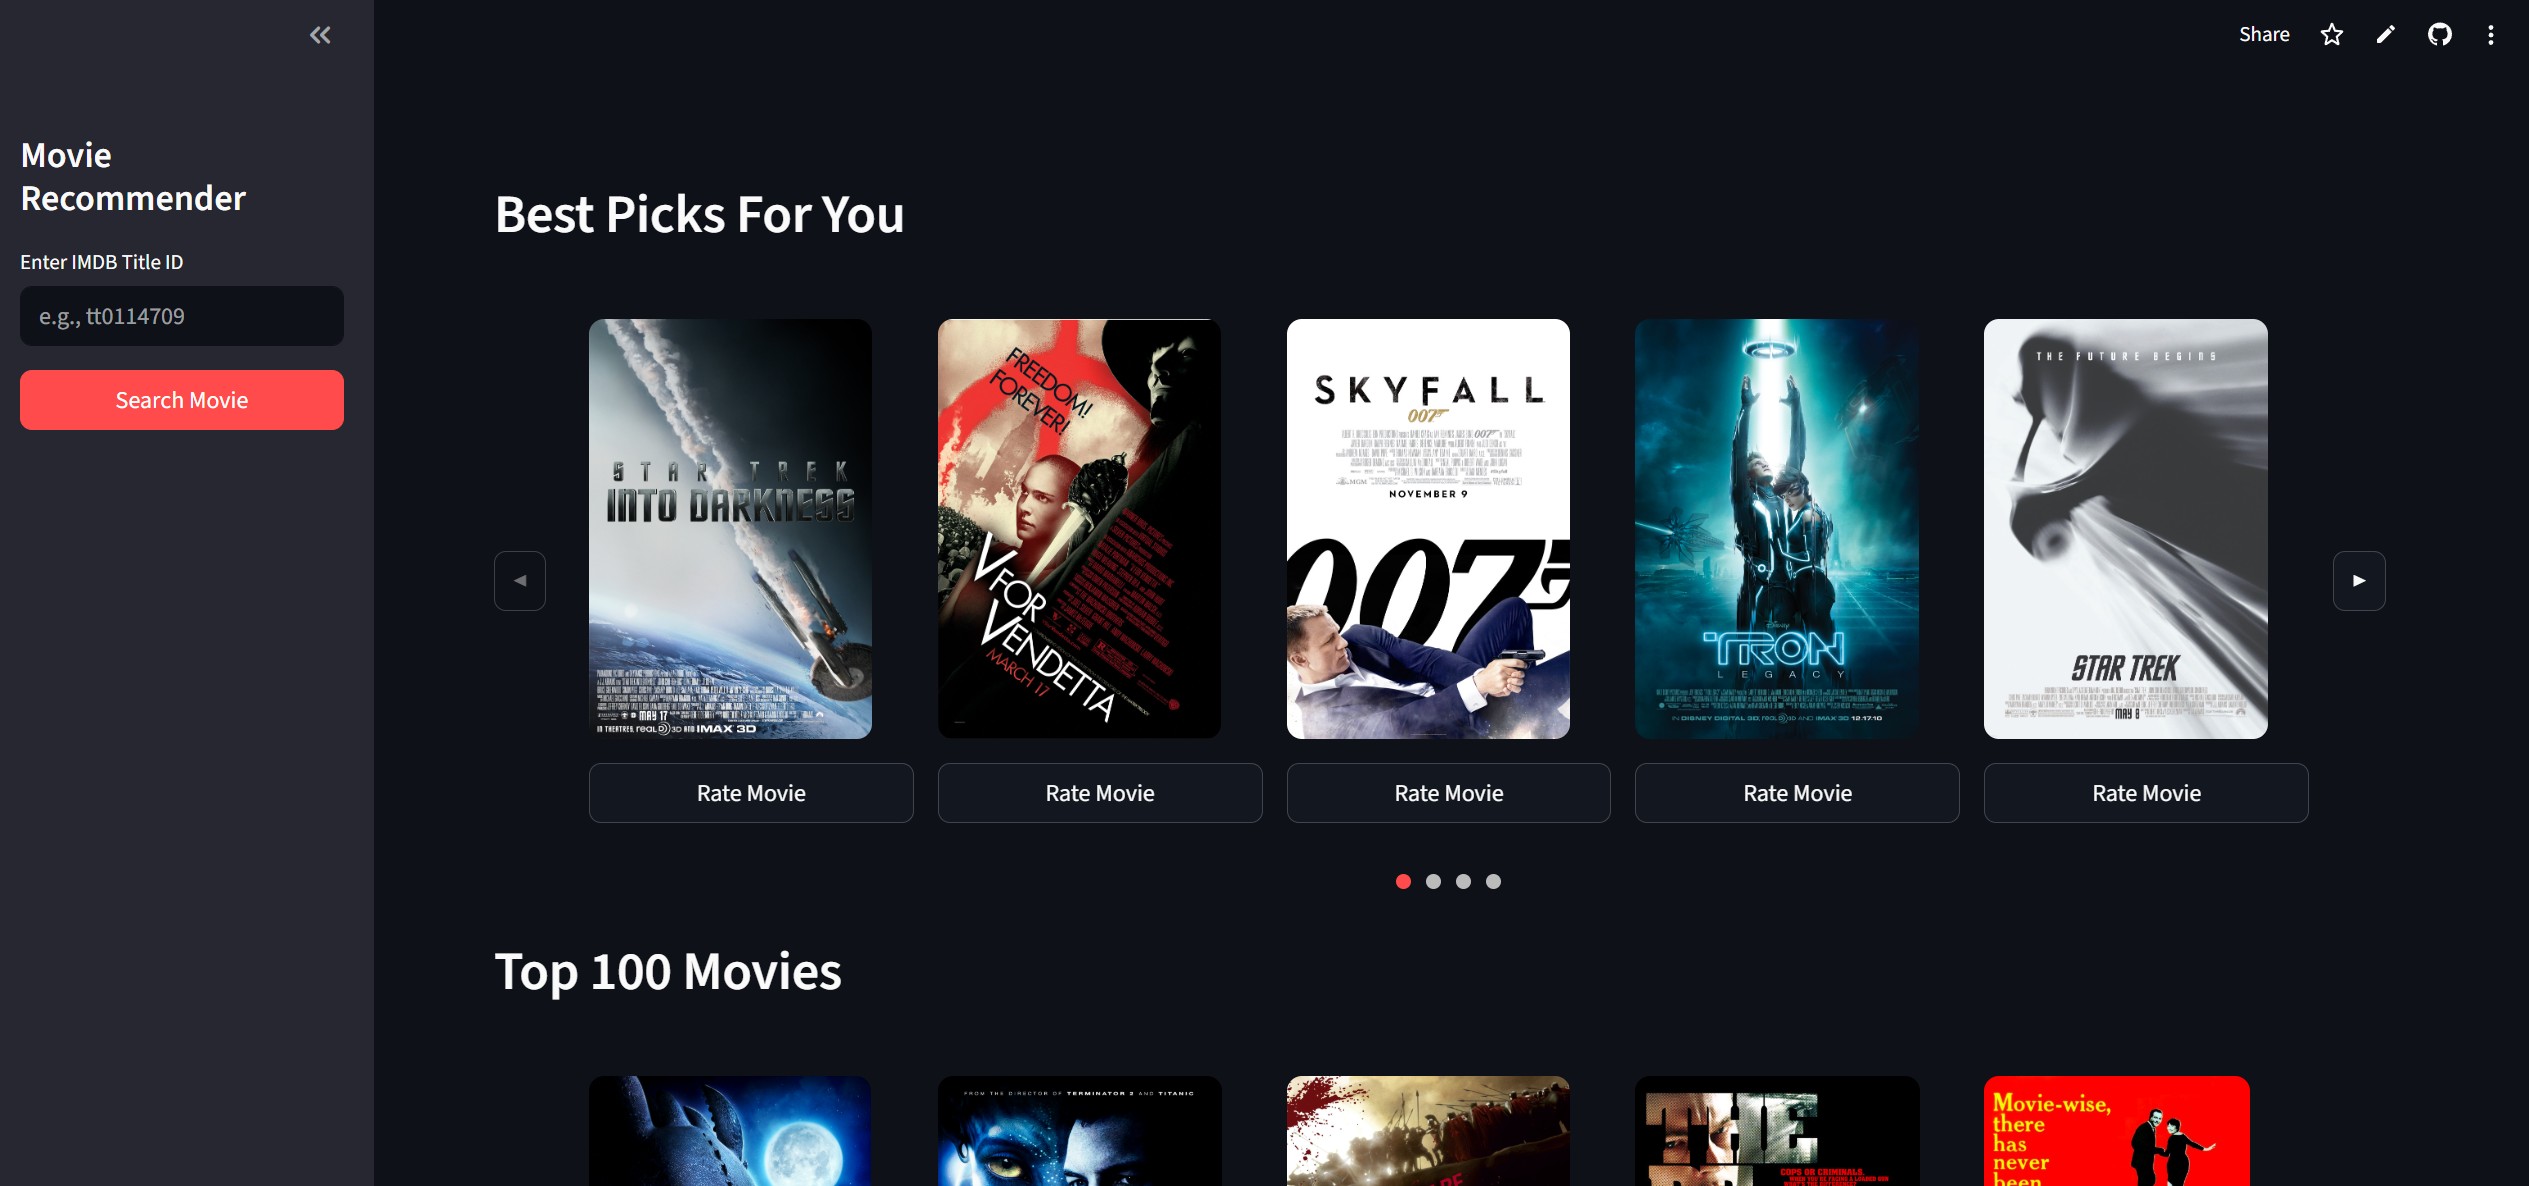 Share
Movie
Recommender
Enter IMDB Title ID
e.g., tt0114709
Search Movie
Best Picks For You
STAR TREK
INTO DARKNESS
MAY 17
IN THEATRES, REAL D 3D AND IMAX 3D
FREEDOM!
FOREVER!
V FOR
VENDETTA
MARCH 17
SKYFALL
007
MGM
NOVEMBER 9
007
Disney
TRON
LEGACY
IN DISNEY DIGITAL 3D, REAL D 3D AND IMAX 3D 12.17.10
THE FUTURE BEGINS
STAR TREK
MAY 8
Rate Movie
Rate Movie
Rate Movie
Rate Movie
Rate Movie
Top 100 Movies
FROM THE DIRECTOR OF TERMINATOR 2 AND TITANIC
THE
COPS OR CRIMINALS.
Movie-wise,
there
has
never
been